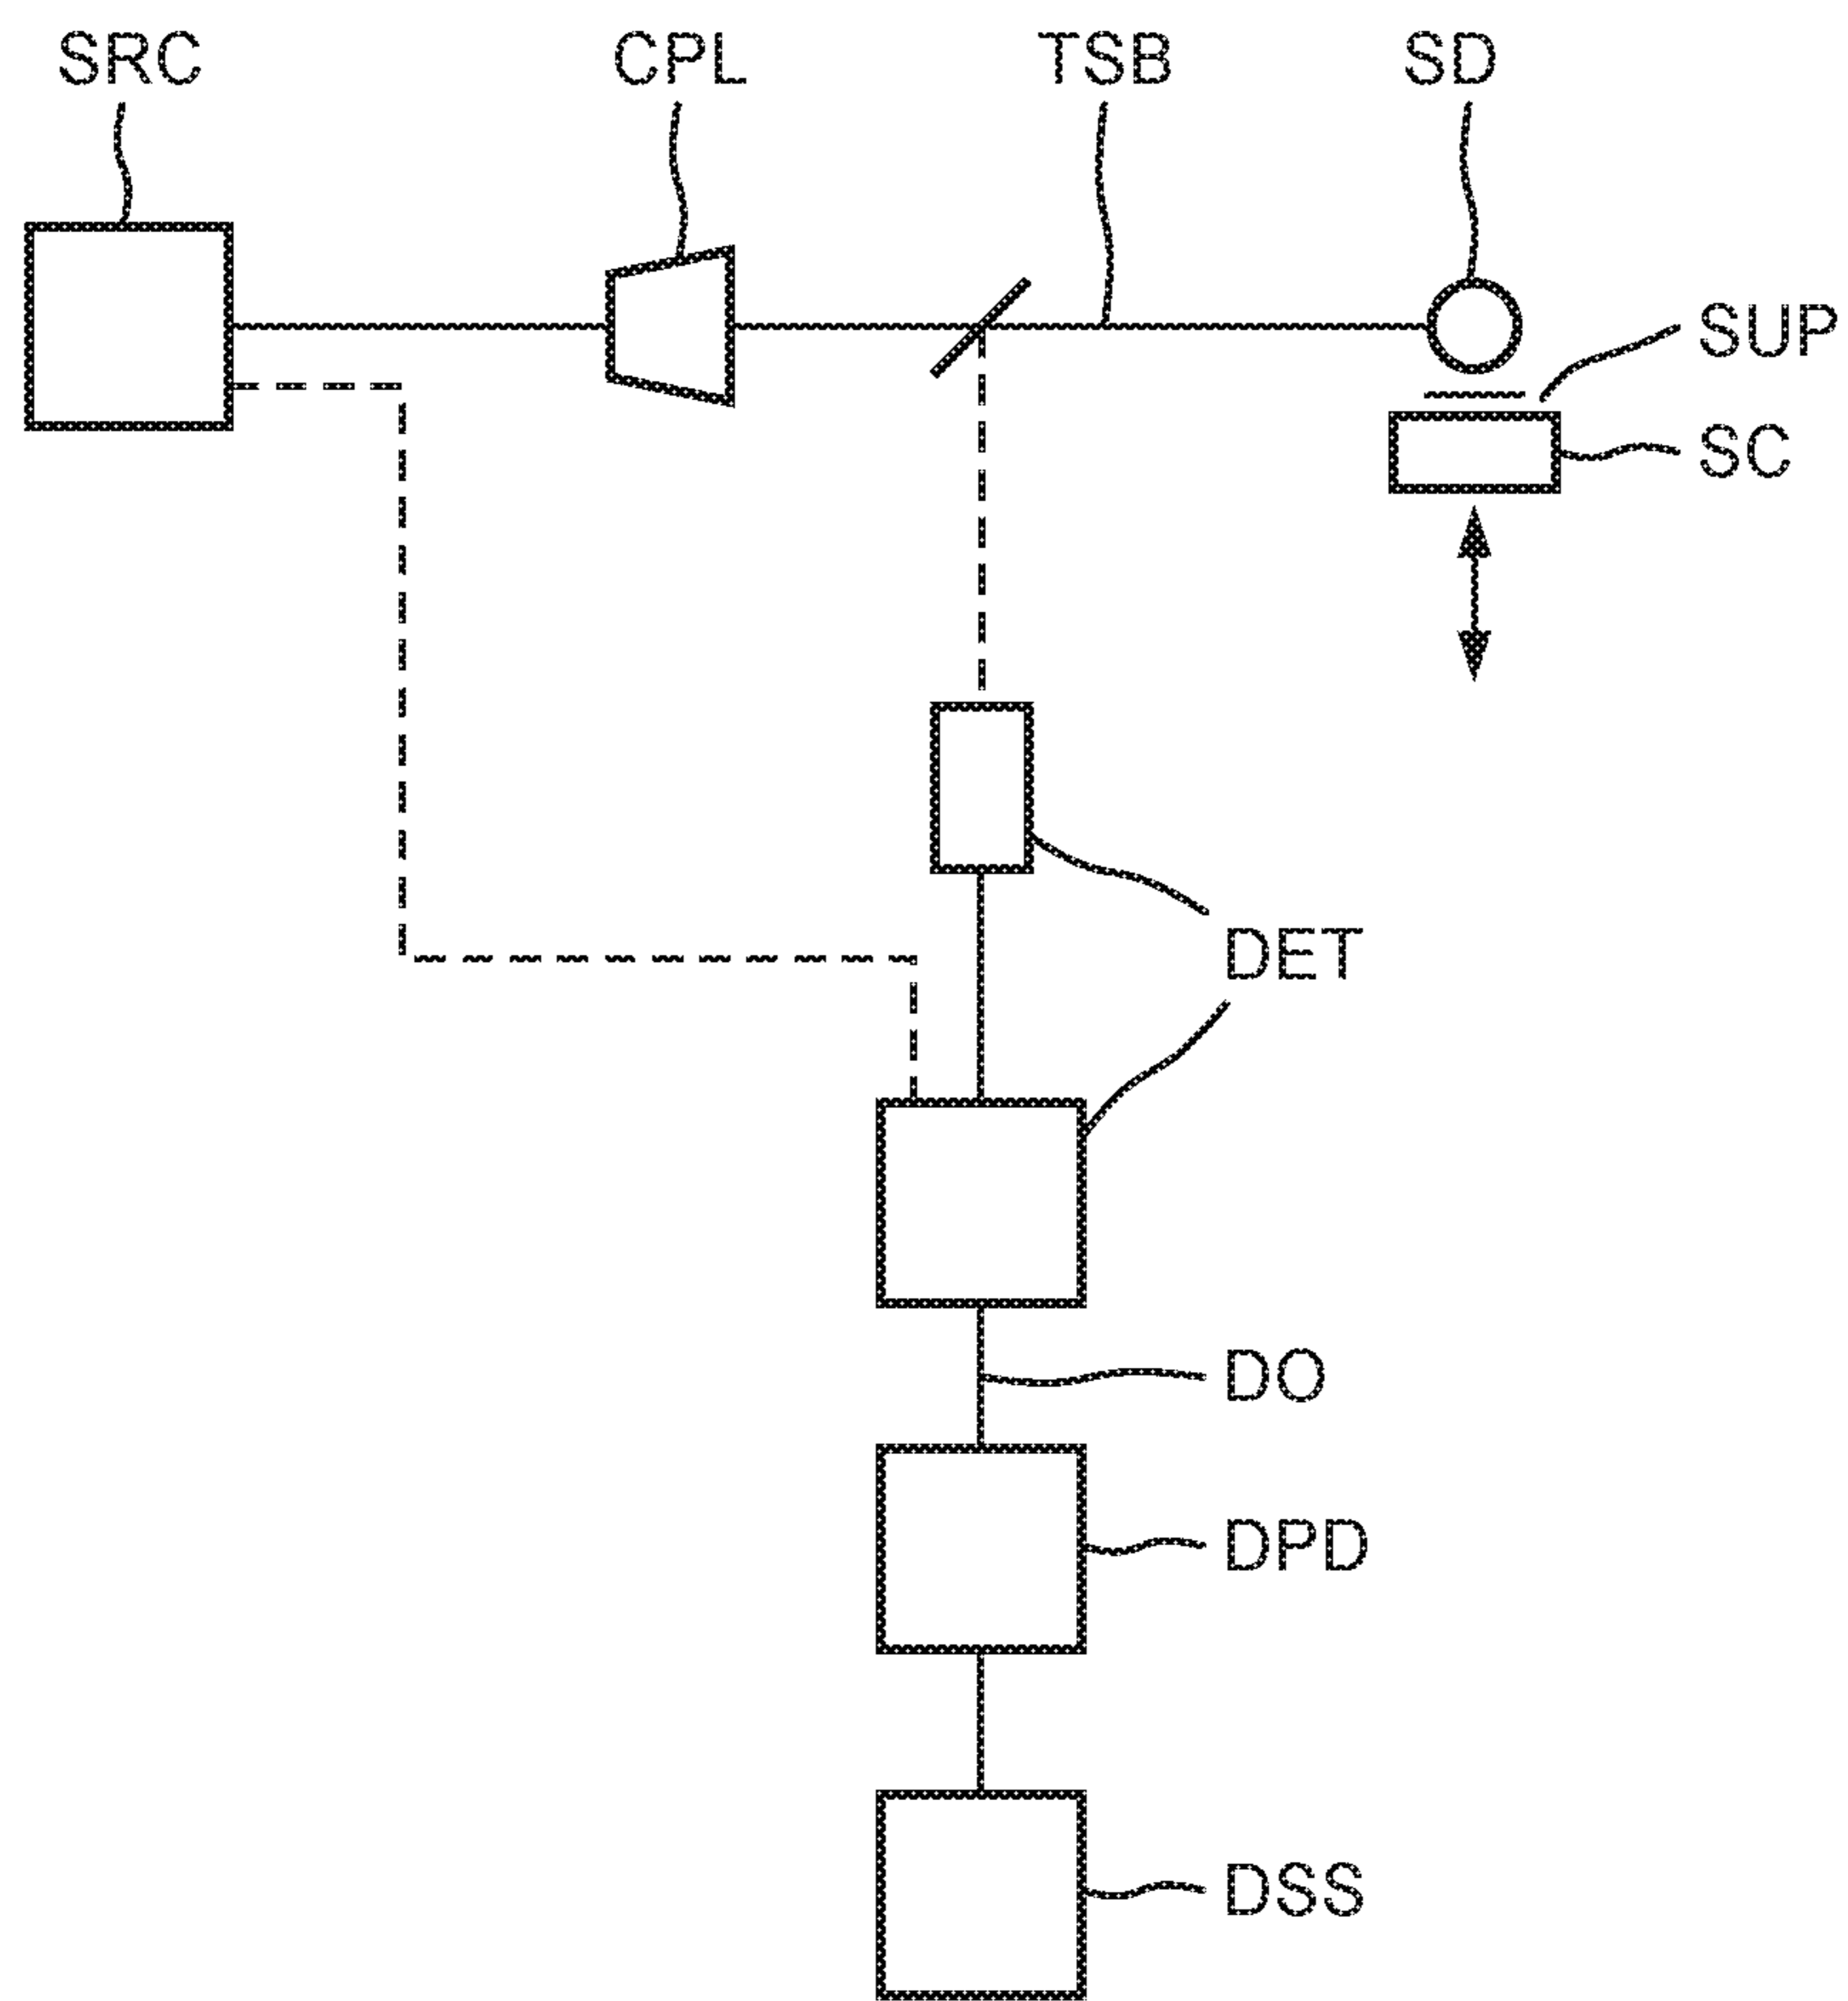 SRC CPL TSB SD
SUP
SC
DET
DO
DPD
DSS